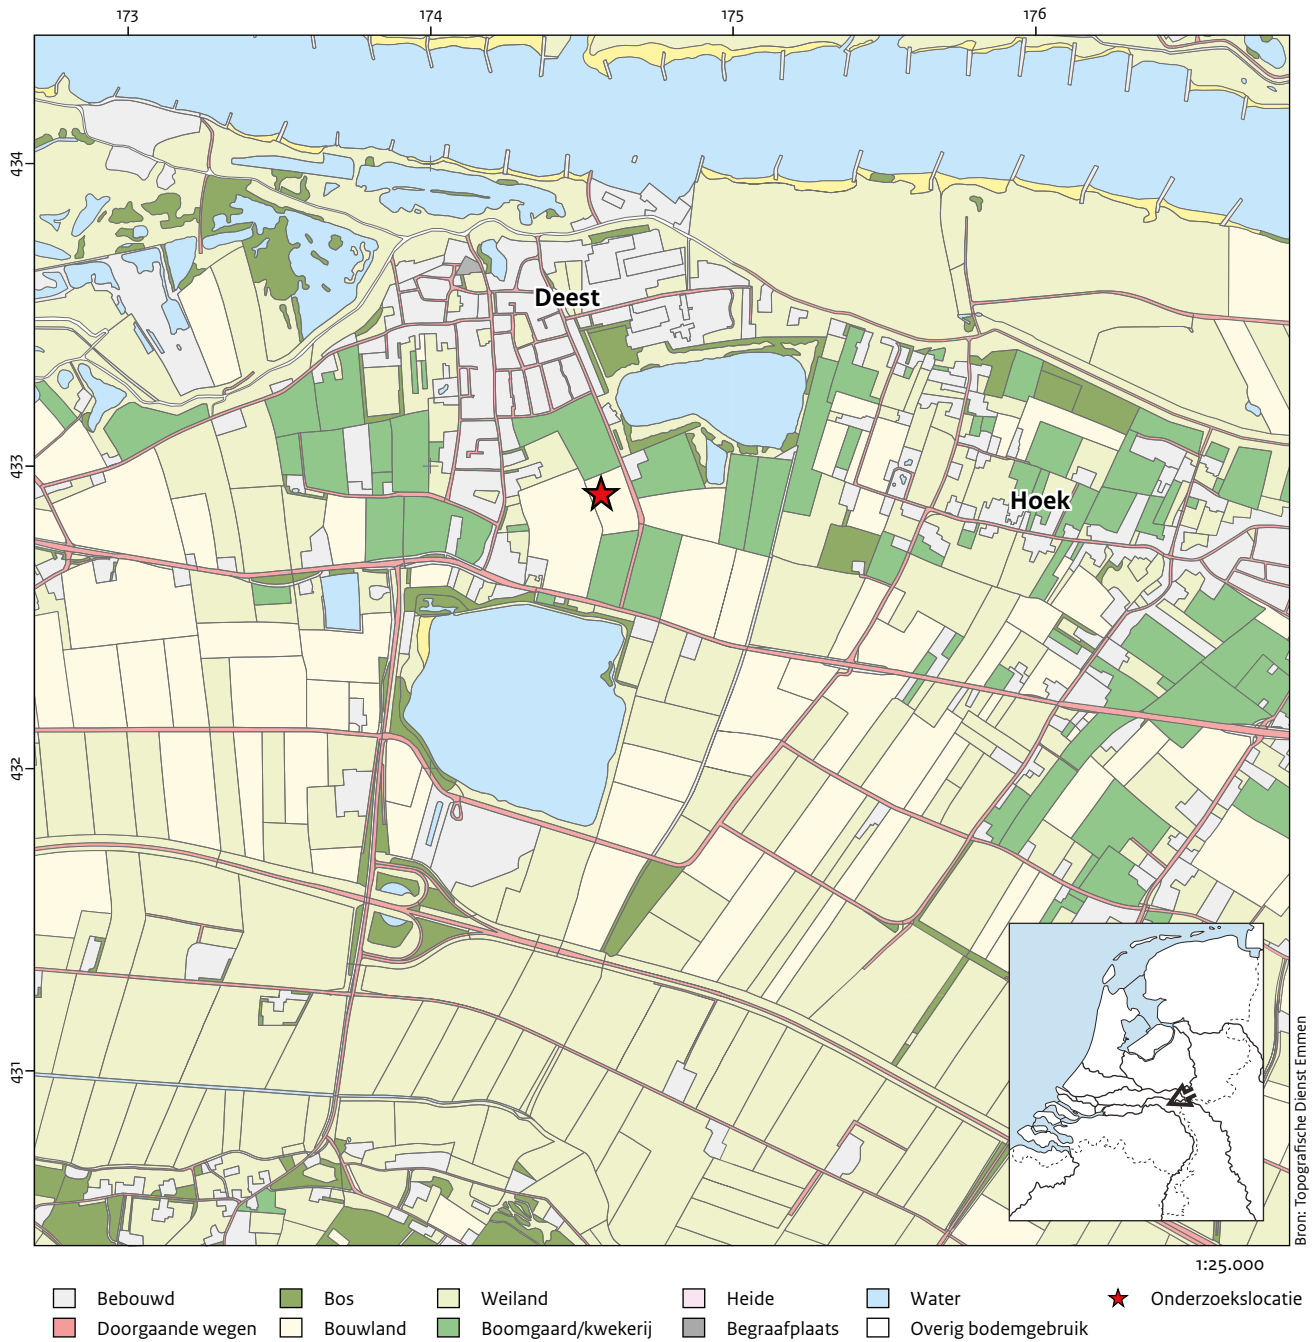 173 174 175 176
434
Deest
433
Hoek
432
431
Bron: Topografische Dienst Emmen
1:25.000
Bebouwd Bos Weiland Heide Water Onderzoekslocatie
Doorgaande wegen Bouwland Boomgaard/kwekerij Begraafplaats Overig bodemgebruik